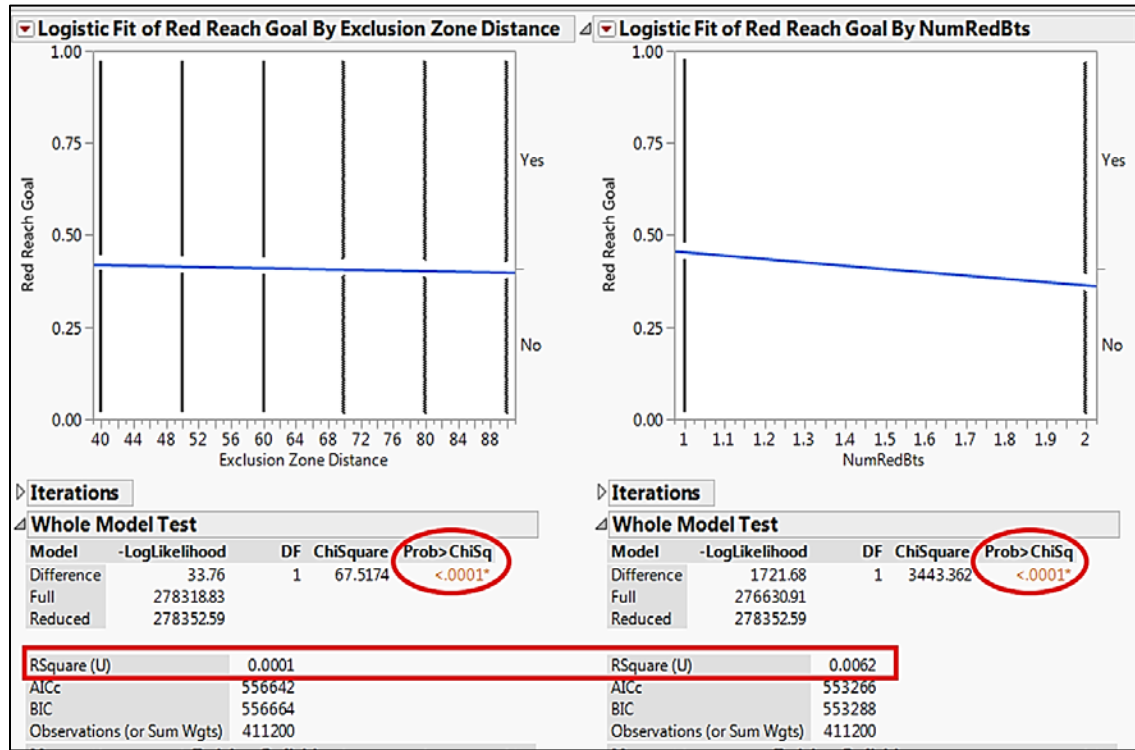 Logistic Fit of Red Reach Goal By Exclusion Zone Distance
1.00
0.75
0.50
0.25
0.00
Red Reach Goal
Yes
No
40 44 48 52 56 60 64 68 72 76 80 84 88
Exclusion Zone Distance
Iterations
Whole Model Test
Model -LogLikelihood DF ChiSquare Prob>ChiSq
Difference 33.76 1 67.5174 <.0001*
Full 278318.83
Reduced 278352.59
RSquare (U) 0.0001
AICc 556642
BIC 556664
Observations (or Sum Wgts) 411200
Logistic Fit of Red Reach Goal By NumRedBts
1.00
0.75
0.50
0.25
0.00
Red Reach Goal
Yes
No
1 1.1 1.2 1.3 1.4 1.5 1.6 1.7 1.8 1.9 2
NumRedBts
Iterations
Whole Model Test
Model -LogLikelihood DF ChiSquare Prob>ChiSq
Difference 1721.68 1 3443.362 <.0001*
Full 276630.91
Reduced 278352.59
RSquare (U) 0.0062
AICc 553266
BIC 553288
Observations (or Sum Wgts) 411200